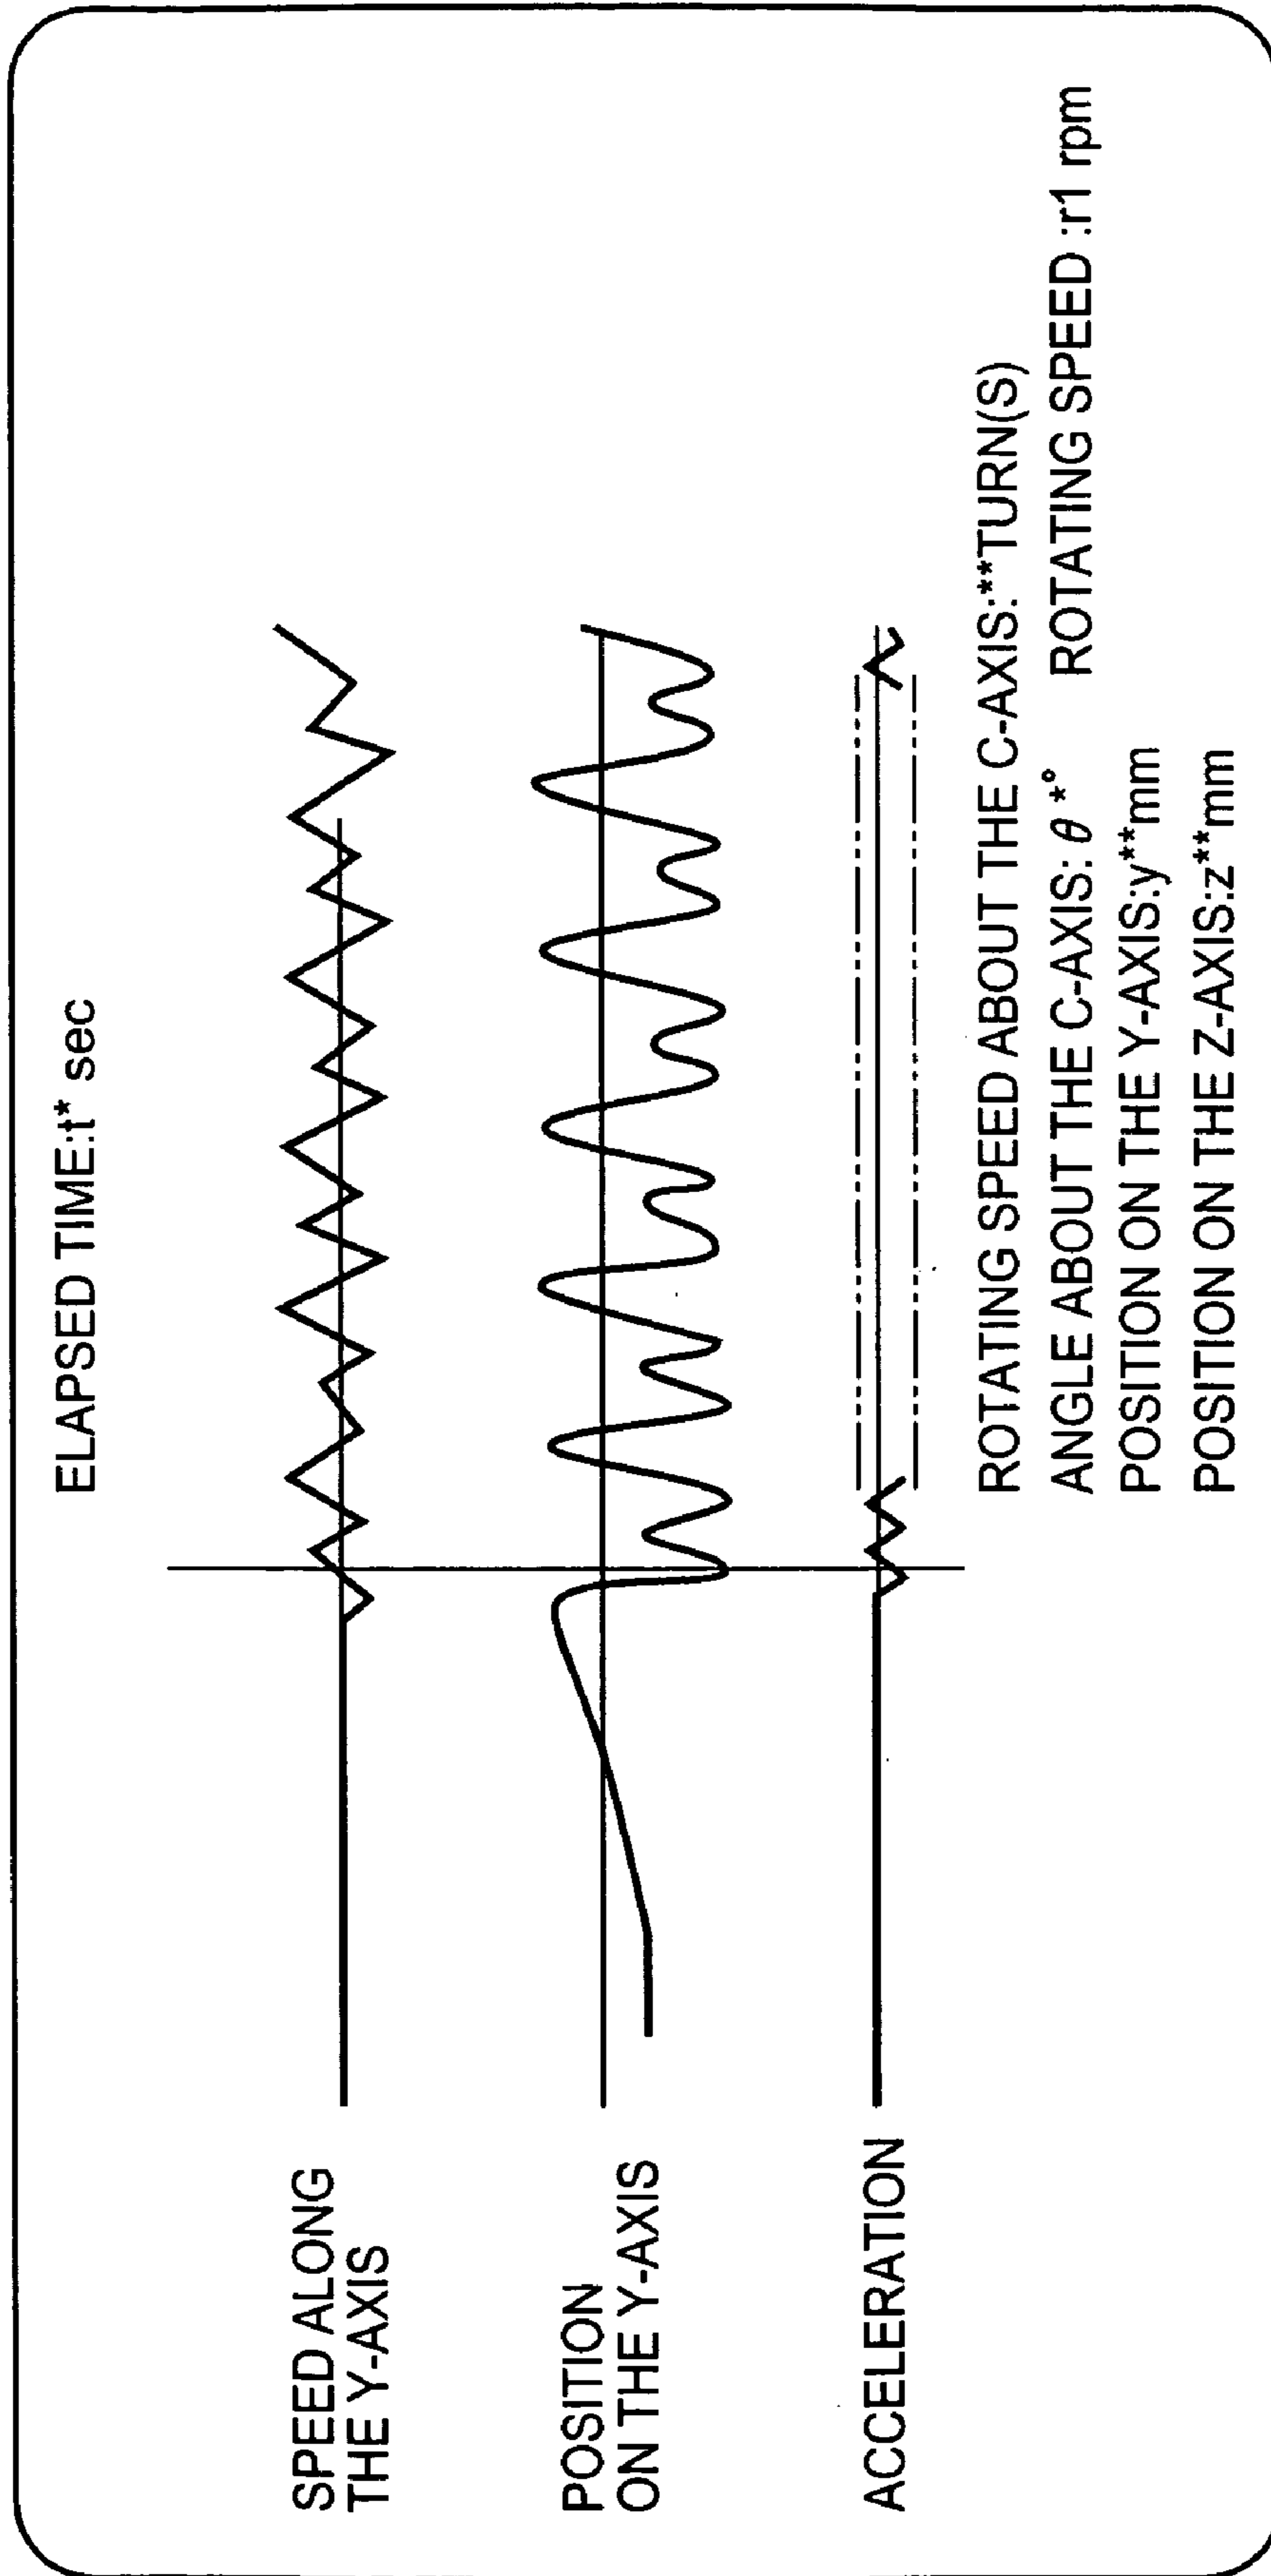 ELAPSED TIME:t* sec
SPEED ALONG
THE Y-AXIS
POSITION
ON THE Y-AXIS
ACCELERATION
ROTATING SPEED ABOUT THE C-AXIS:**TURN(S)
ANGLE ABOUT THE C-AXIS: θ *° ROTATING SPEED :r1 rpm
POSITION ON THE Y-AXIS:y**mm
POSITION ON THE Z-AXIS:z**mm